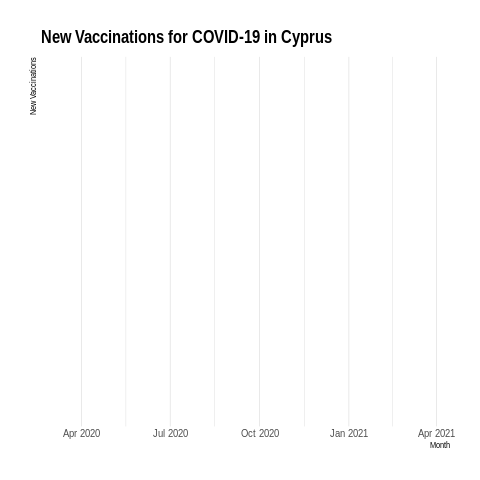 New Vaccinations for COVID-19 in Cyprus
New Vaccinations
Apr 2020
Jul 2020
Oct 2020
Jan 2021
Apr 2021
Month